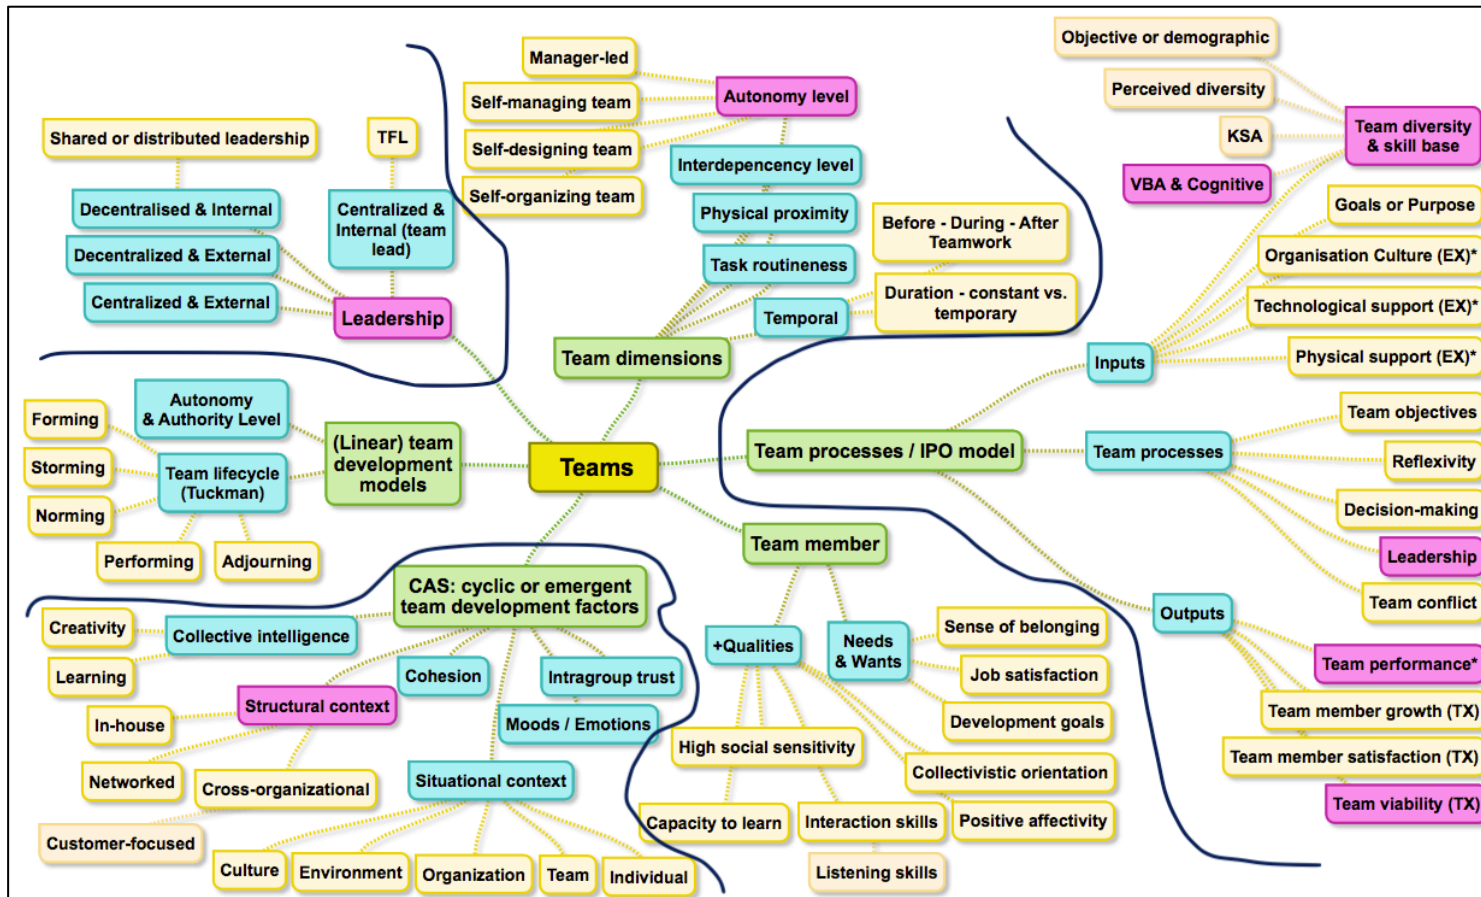 Manager-led
Self-managing team
Self-designing team
Self-organizing team
Autonomy level
Interdepencency level
Physical proximity
Task routineness
Temporal
Before - During - After
Teamwork
Duration - constant vs.
temporary
Team dimensions
Shared or distributed leadership
TFL
Decentralised & Internal
Decentralized & External
Centralized & External
Centralized &
Internal (team
lead)
Leadership
Objective or demographic
Perceived diversity
KSA
VBA & Cognitive
Team diversity
& skill base
Goals or Purpose
Organisation Culture (EX)*
Technological support (EX)*
Physical support (EX)*
Inputs
Autonomy
& Authority Level
Forming
Storming
Norming
Performing
Adjourning
Team lifecycle
(Tuckman)
(Linear) team
development
models
Teams
Team processes / IPO model
Team processes
Team objectives
Reflexivity
Decision-making
Leadership
Team conflict
Outputs
Team performance*
Team member growth (TX)
Team member satisfaction (TX)
Team viability (TX)
Team member
+Qualities
Needs
& Wants
Sense of belonging
Job satisfaction
Development goals
High social sensitivity
Collectivistic orientation
Capacity to learn
Interaction skills
Positive affectivity
Listening skills
CAS: cyclic or emergent
team development factors
Creativity
Learning
Collective intelligence
Cohesion
Intragroup trust
Structural context
Moods / Emotions
In-house
Networked
Cross-organizational
Customer-focused
Situational context
Culture
Environment
Organization
Team
Individual